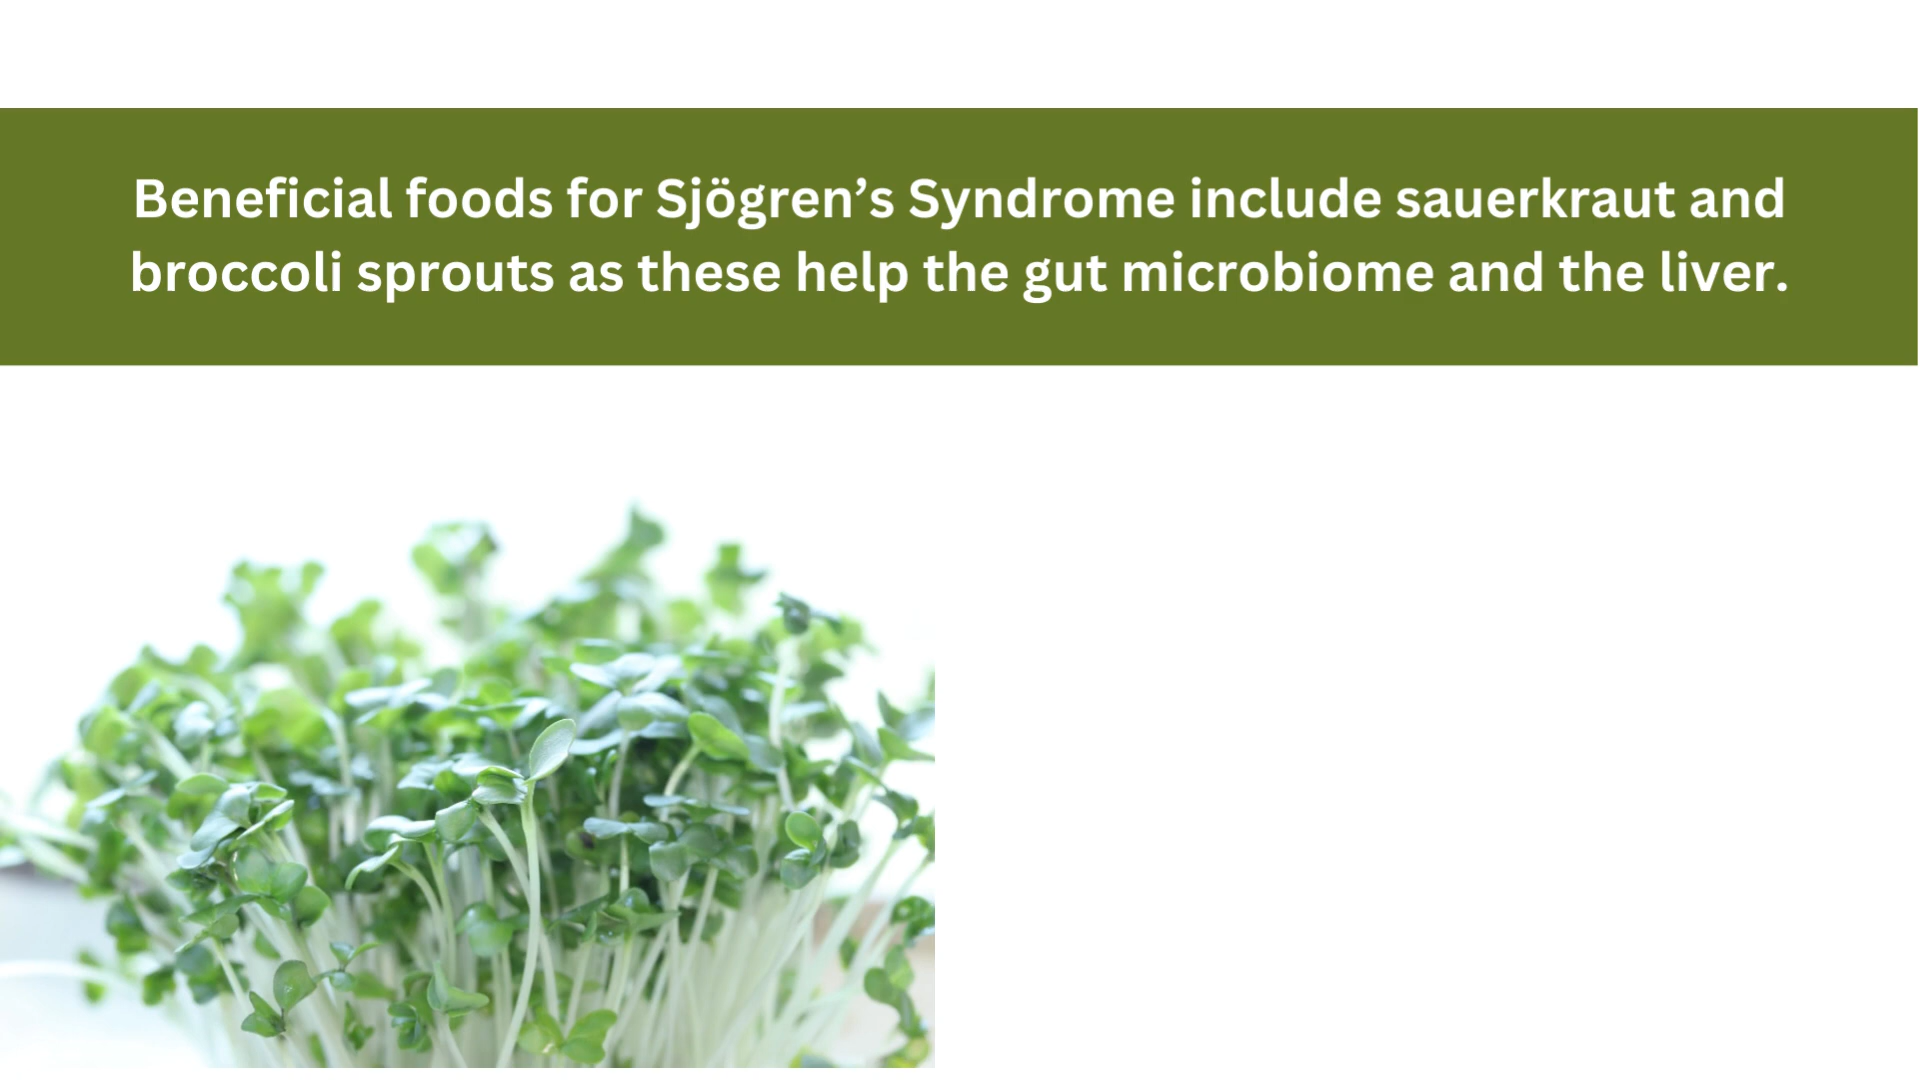 Beneficial foods for Sjögren’s Syndrome include sauerkraut and
broccoli sprouts as these help the gut microbiome and the liver.